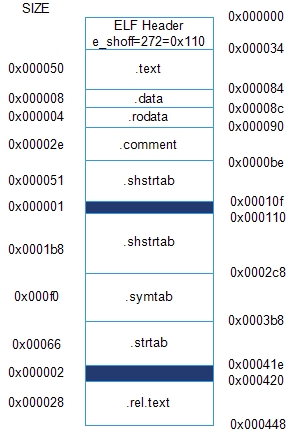 SIZE
ELF Header
e_shoff=272=0x110
0x000000
0x000034
0x000050
.text
0x000084
0x000008
.data
0x00008c
0x000004
.rodata
0x000090
0x00002e
.comment
0x0000be
0x000051
.shstrtab
0x00010f
0x000001
0x000110
0x0001b8
.shstrtab
0x0002c8
0x000f0
.symtab
0x0003b8
0x00066
.strtab
0x00041e
0x000002
0x000420
0x000028
.rel.text
0x000448